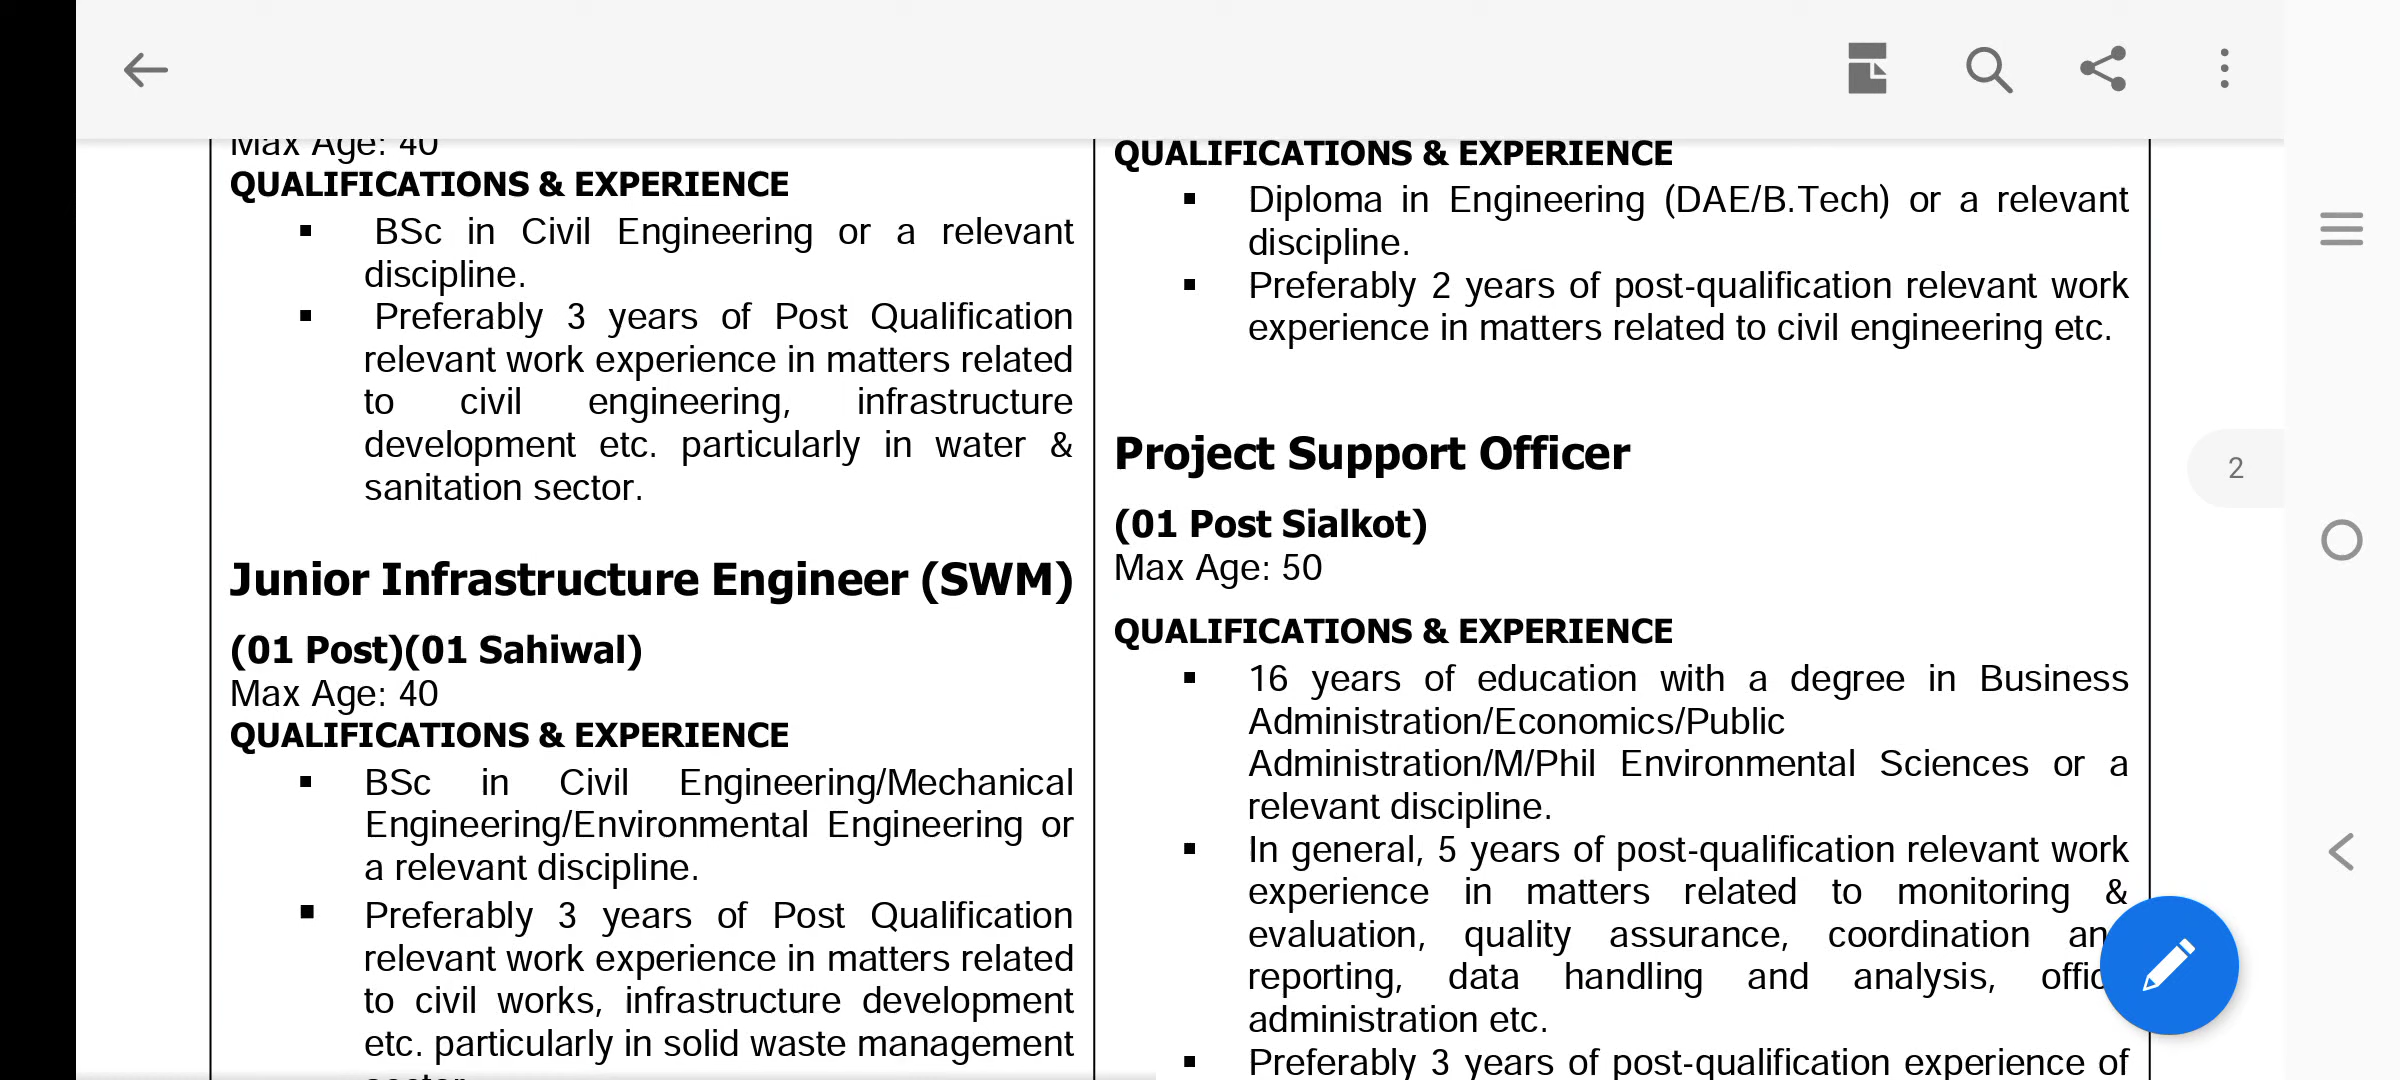 Max Age: 40
QUALIFICATIONS & EXPERIENCE
▪ BSc in Civil Engineering or a relevant
discipline.
▪ Preferably 3 years of Post Qualification
relevant work experience in matters related
to civil engineering, infrastructure
development etc. particularly in water &
sanitation sector.
Junior Infrastructure Engineer (SWM)
(01 Post)(01 Sahiwal)
Max Age: 40
QUALIFICATIONS & EXPERIENCE
▪ BSc in Civil Engineering/Mechanical
Engineering/Environmental Engineering or
a relevant discipline.
▪ Preferably 3 years of Post Qualification
relevant work experience in matters related
to civil works, infrastructure development
etc. particularly in solid waste management
QUALIFICATIONS & EXPERIENCE
▪ Diploma in Engineering (DAE/B.Tech) or a relevant
discipline.
▪ Preferably 2 years of post-qualification relevant work
experience in matters related to civil engineering etc.
Project Support Officer
(01 Post Sialkot)
Max Age: 50
QUALIFICATIONS & EXPERIENCE
▪ 16 years of education with a degree in Business
Administration/Economics/Public
Administration/M/Phil Environmental Sciences or a
relevant discipline.
▪ In general, 5 years of post-qualification relevant work
experience in matters related to monitoring &
evaluation, quality assurance, coordination
reporting, data handling and analysis,
administration etc.
▪ Preferably 3 years of post-qualification experience of
2